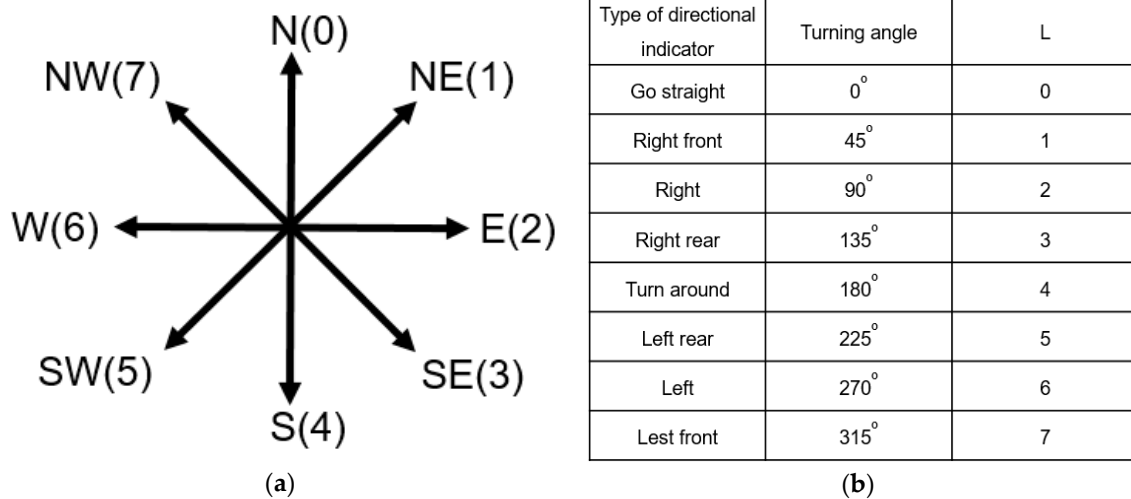 N(0)
NW(7) NE(1)
W(6) E(2)
SW(5) SE(3)
S(4)
(a)
Type of directional
indicator Turning angle L
Go straight 0° 0
Right front 45° 1
Right 90° 2
Right rear 135° 3
Turn around 180° 4
Left rear 225° 5
Left 270° 6
Lest front 315° 7
(b)